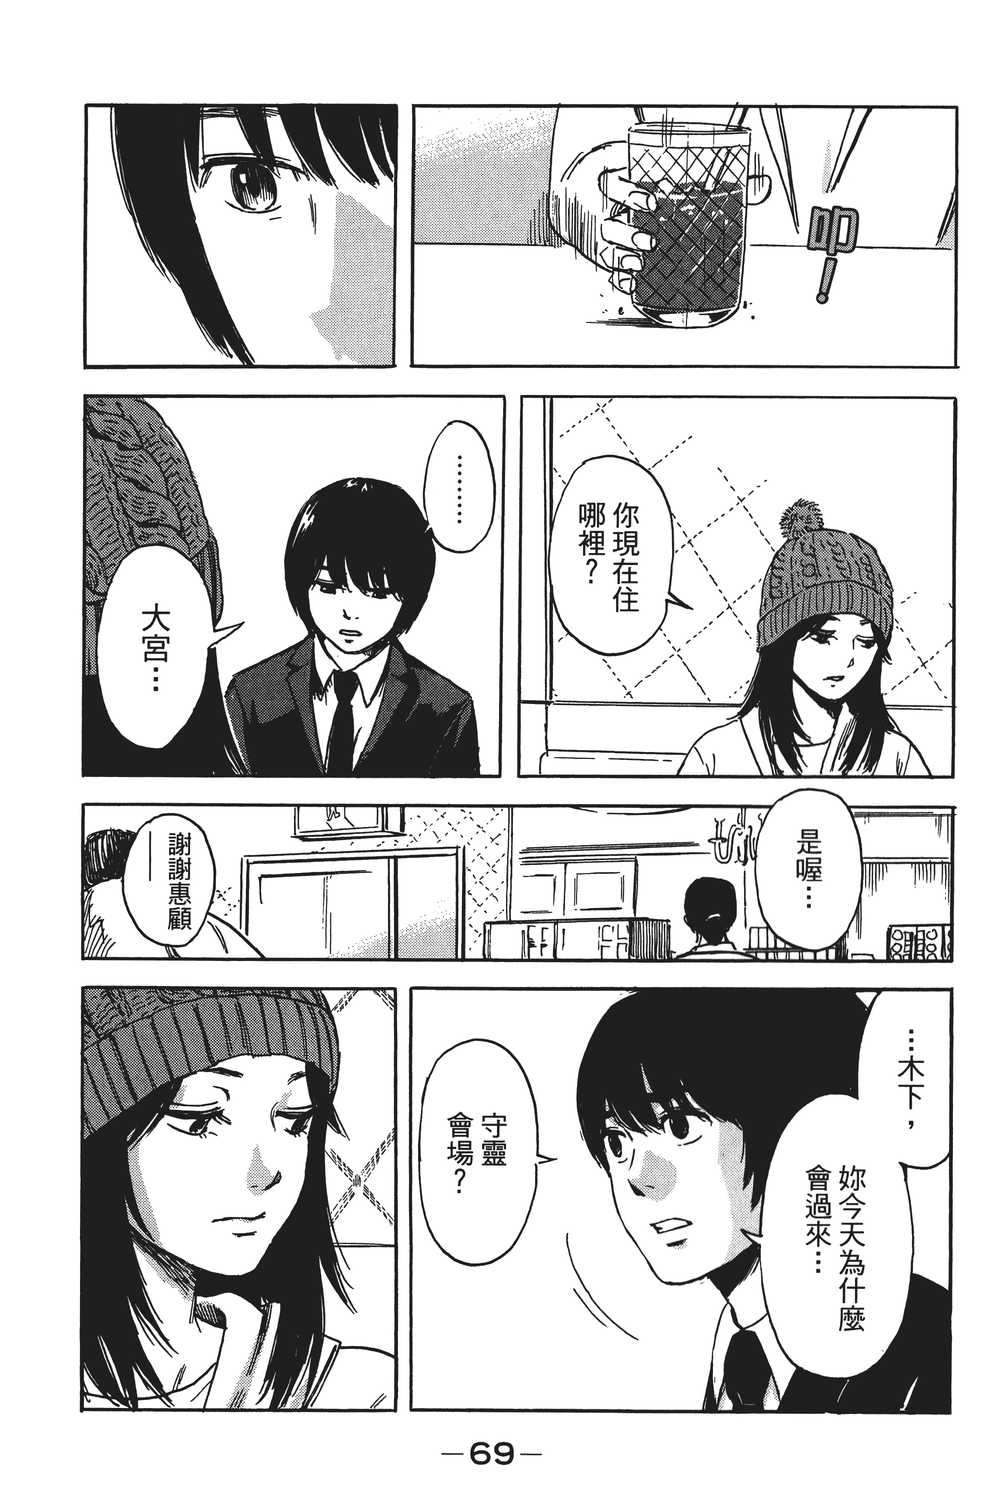 叩！
你現在住
哪裡？
………
大宮…
是喔…
謝謝惠顧
——
…木下，
妳今天為什麼
會過來…
守靈
會場？
—69—